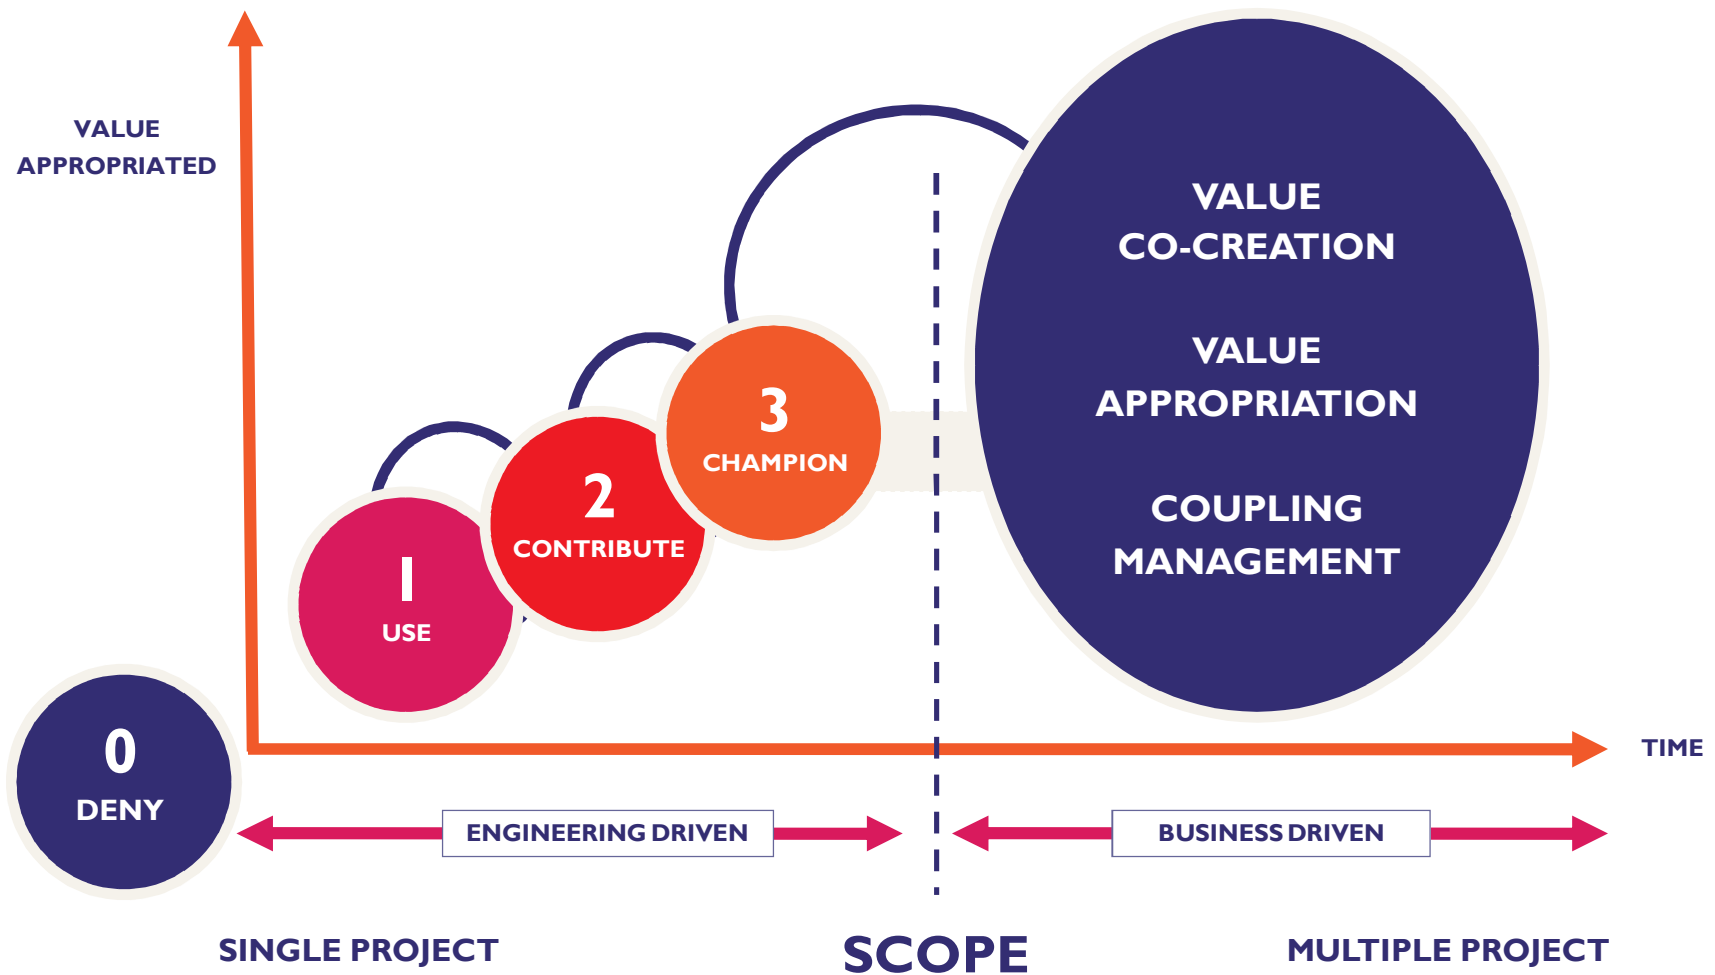 VALUE
APPROPRIATED
VALUE
CO-CREATION
VALUE
APPROPRIATION
COUPLING
MANAGEMENT
3
CHAMPION
2
CONTRIBUTE
1
USE
0
DENY
TIME
ENGINEERING DRIVEN
BUSINESS DRIVEN
SINGLE PROJECT
SCOPE
MULTIPLE PROJECT